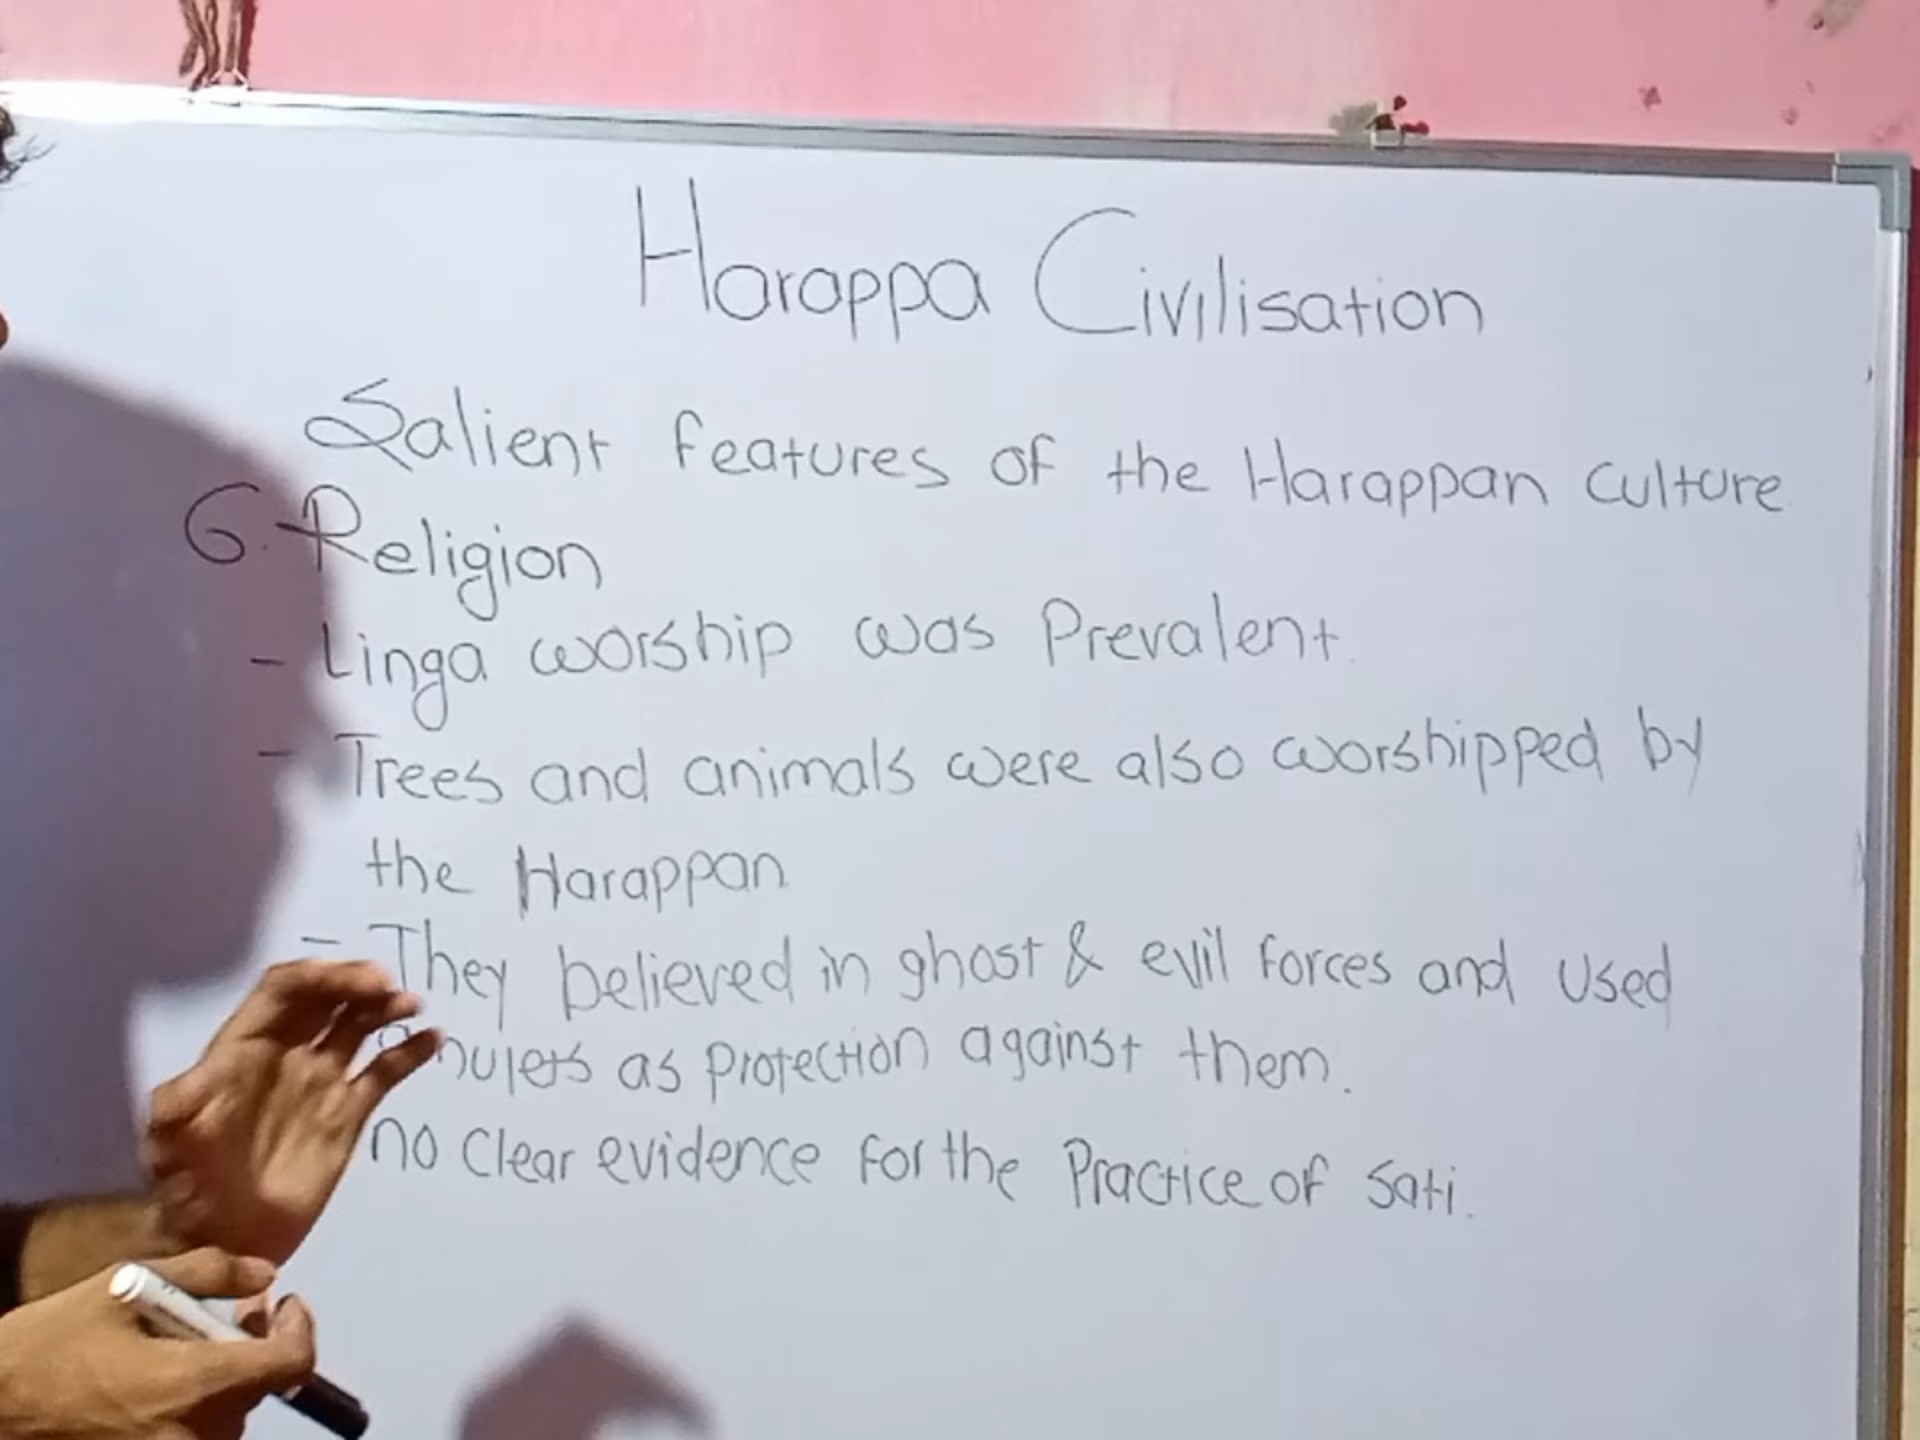 Harappa Civilisation
Salient features of the Harappan culture
6. Religion
- Linga worship was Prevalent.
- Trees and animals were also worshipped by
the Harappan
- They believed in ghost & evil forces and used
amulets as protection against them.
no clear evidence for the Practice of Sati.